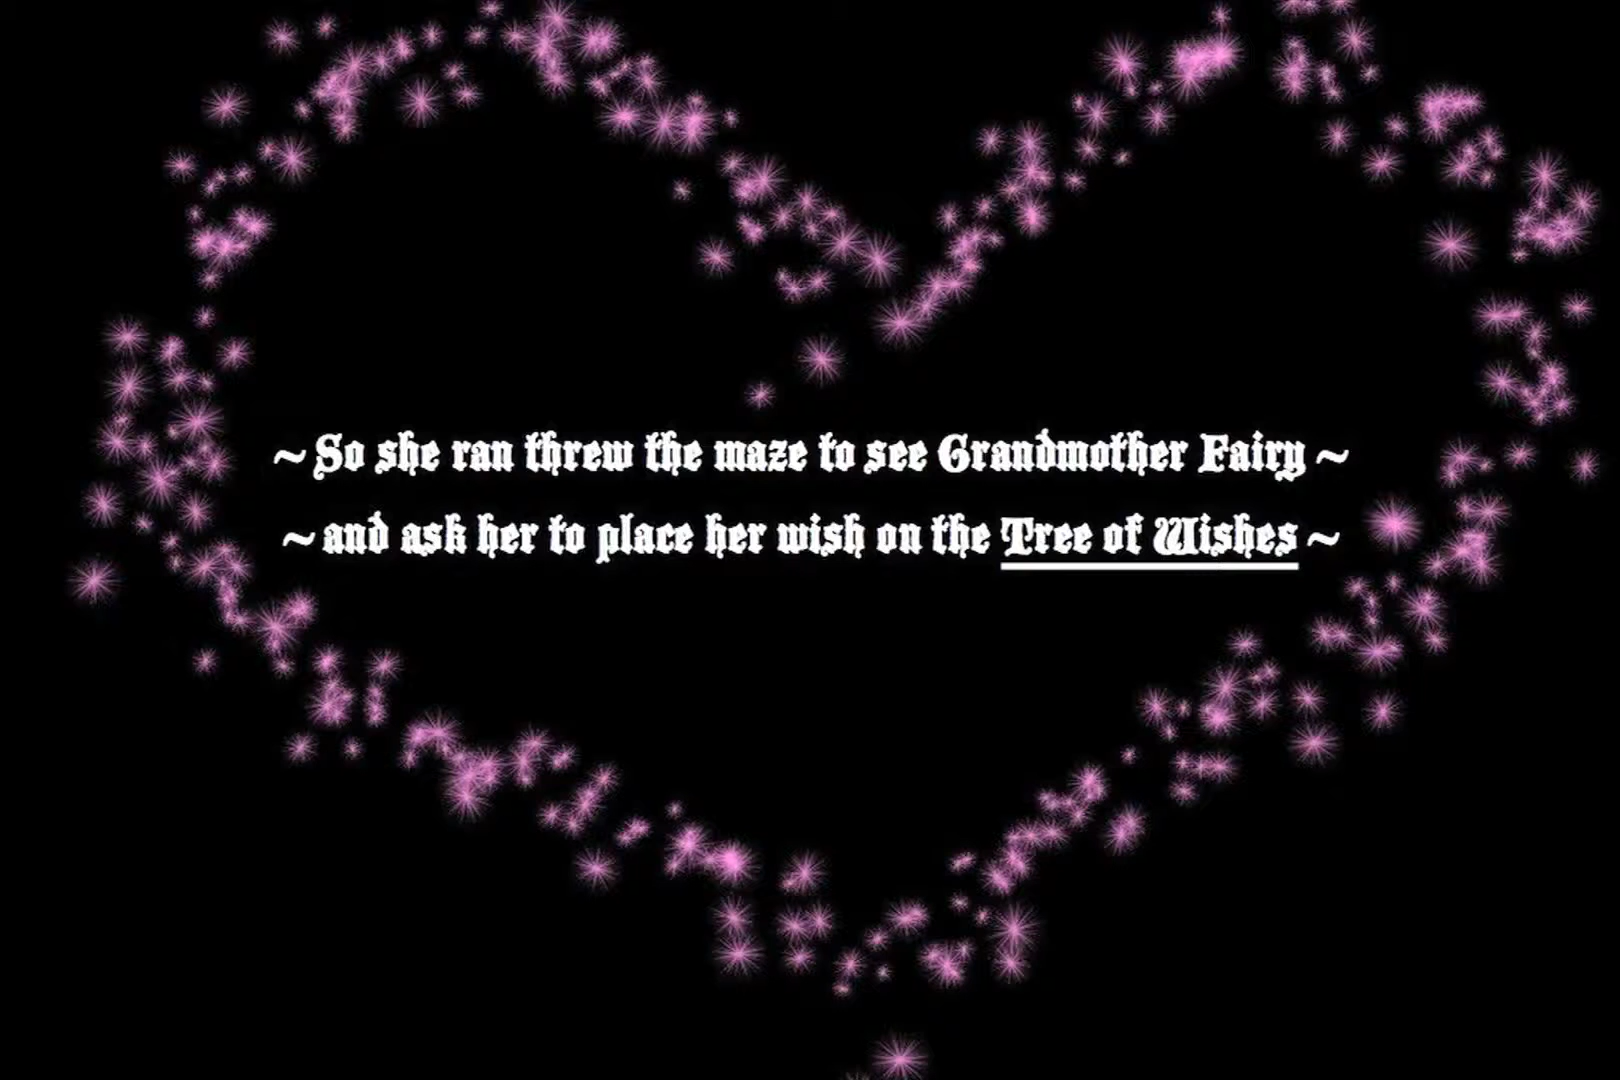 ~ So she ran threw the maze to see Grandmother Fairy ~
~ and ask her to place her wish on the Tree of Wishes ~